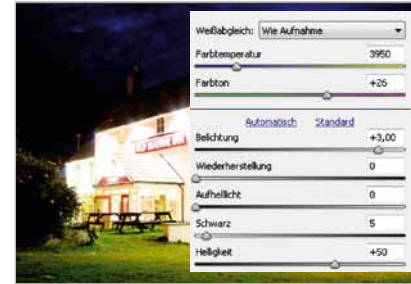 Weißabgleich: Wie Aufnahme
Farbtemperatur 3950
Farbton +26
Automatisch Standard
Belichtung +3,00
Wiederherstellung 0
Aufhelllicht 0
Schwarz 5
Helligkeit +50